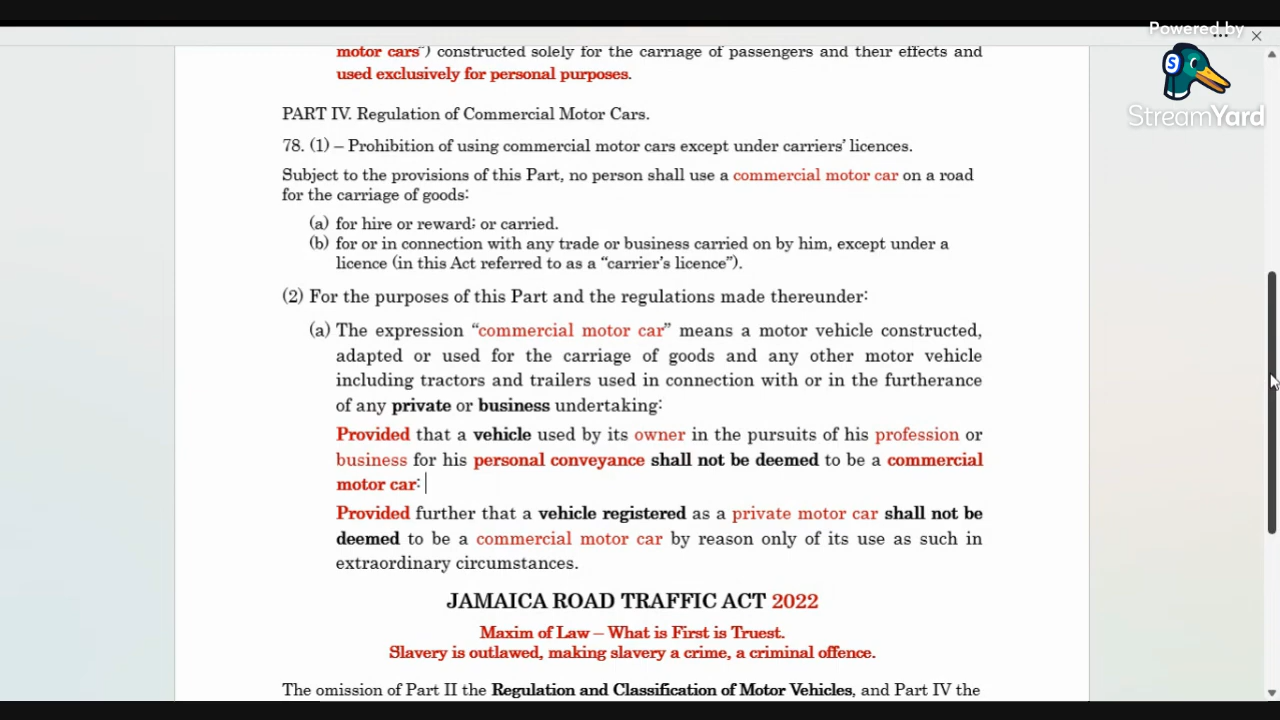 Powered by
StreamYard
motor cars") constructed solely for the carriage of passengers and their effects and
used exclusively for personal purposes.
PART IV. Regulation of Commercial Motor Cars.
78. (1) – Prohibition of using commercial motor cars except under carriers' licences.
Subject to the provisions of this Part, no person shall use a commercial motor car on a road
for the carriage of goods:
(a) for hire or reward; or carried.
(b) for or in connection with any trade or business carried on by him, except under a
licence (in this Act referred to as a "carrier's licence").
(2) For the purposes of this Part and the regulations made thereunder:
(a) The expression "commercial motor car" means a motor vehicle constructed,
adapted or used for the carriage of goods and any other motor vehicle
including tractors and trailers used in connection with or in the furtherance
of any private or business undertaking:
Provided that a vehicle used by its owner in the pursuits of his profession or
business for his personal conveyance shall not be deemed to be a commercial
motor car:
Provided further that a vehicle registered as a private motor car shall not be
deemed to be a commercial motor car by reason only of its use as such in
extraordinary circumstances.
JAMAICA ROAD TRAFFIC ACT 2022
Maxim of Law – What is First is Truest.
Slavery is outlawed, making slavery a crime, a criminal offence.
The omission of Part II the Regulation and Classification of Motor Vehicles, and Part IV the